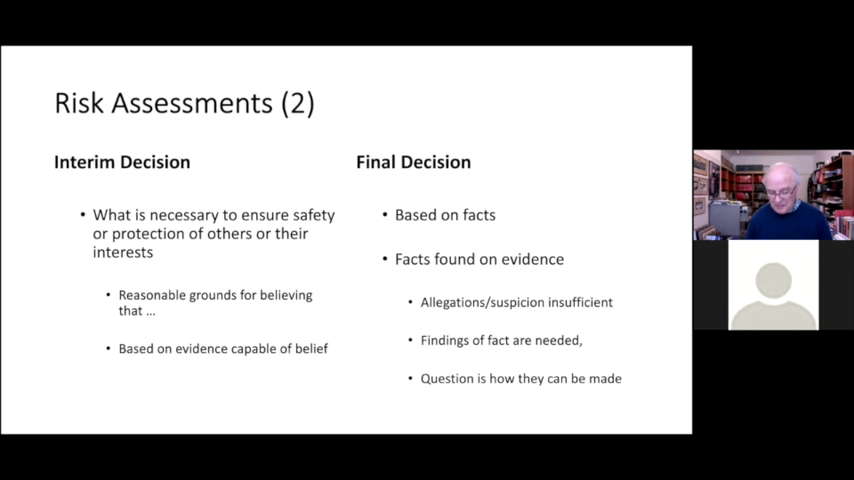 Risk Assessments (2)
Interim Decision
• What is necessary to ensure safety
or protection of others or their
interests
• Reasonable grounds for believing
that ...
• Based on evidence capable of belief
Final Decision
• Based on facts
• Facts found on evidence
• Allegations/suspicion insufficient
• Findings of fact are needed,
• Question is how they can be made